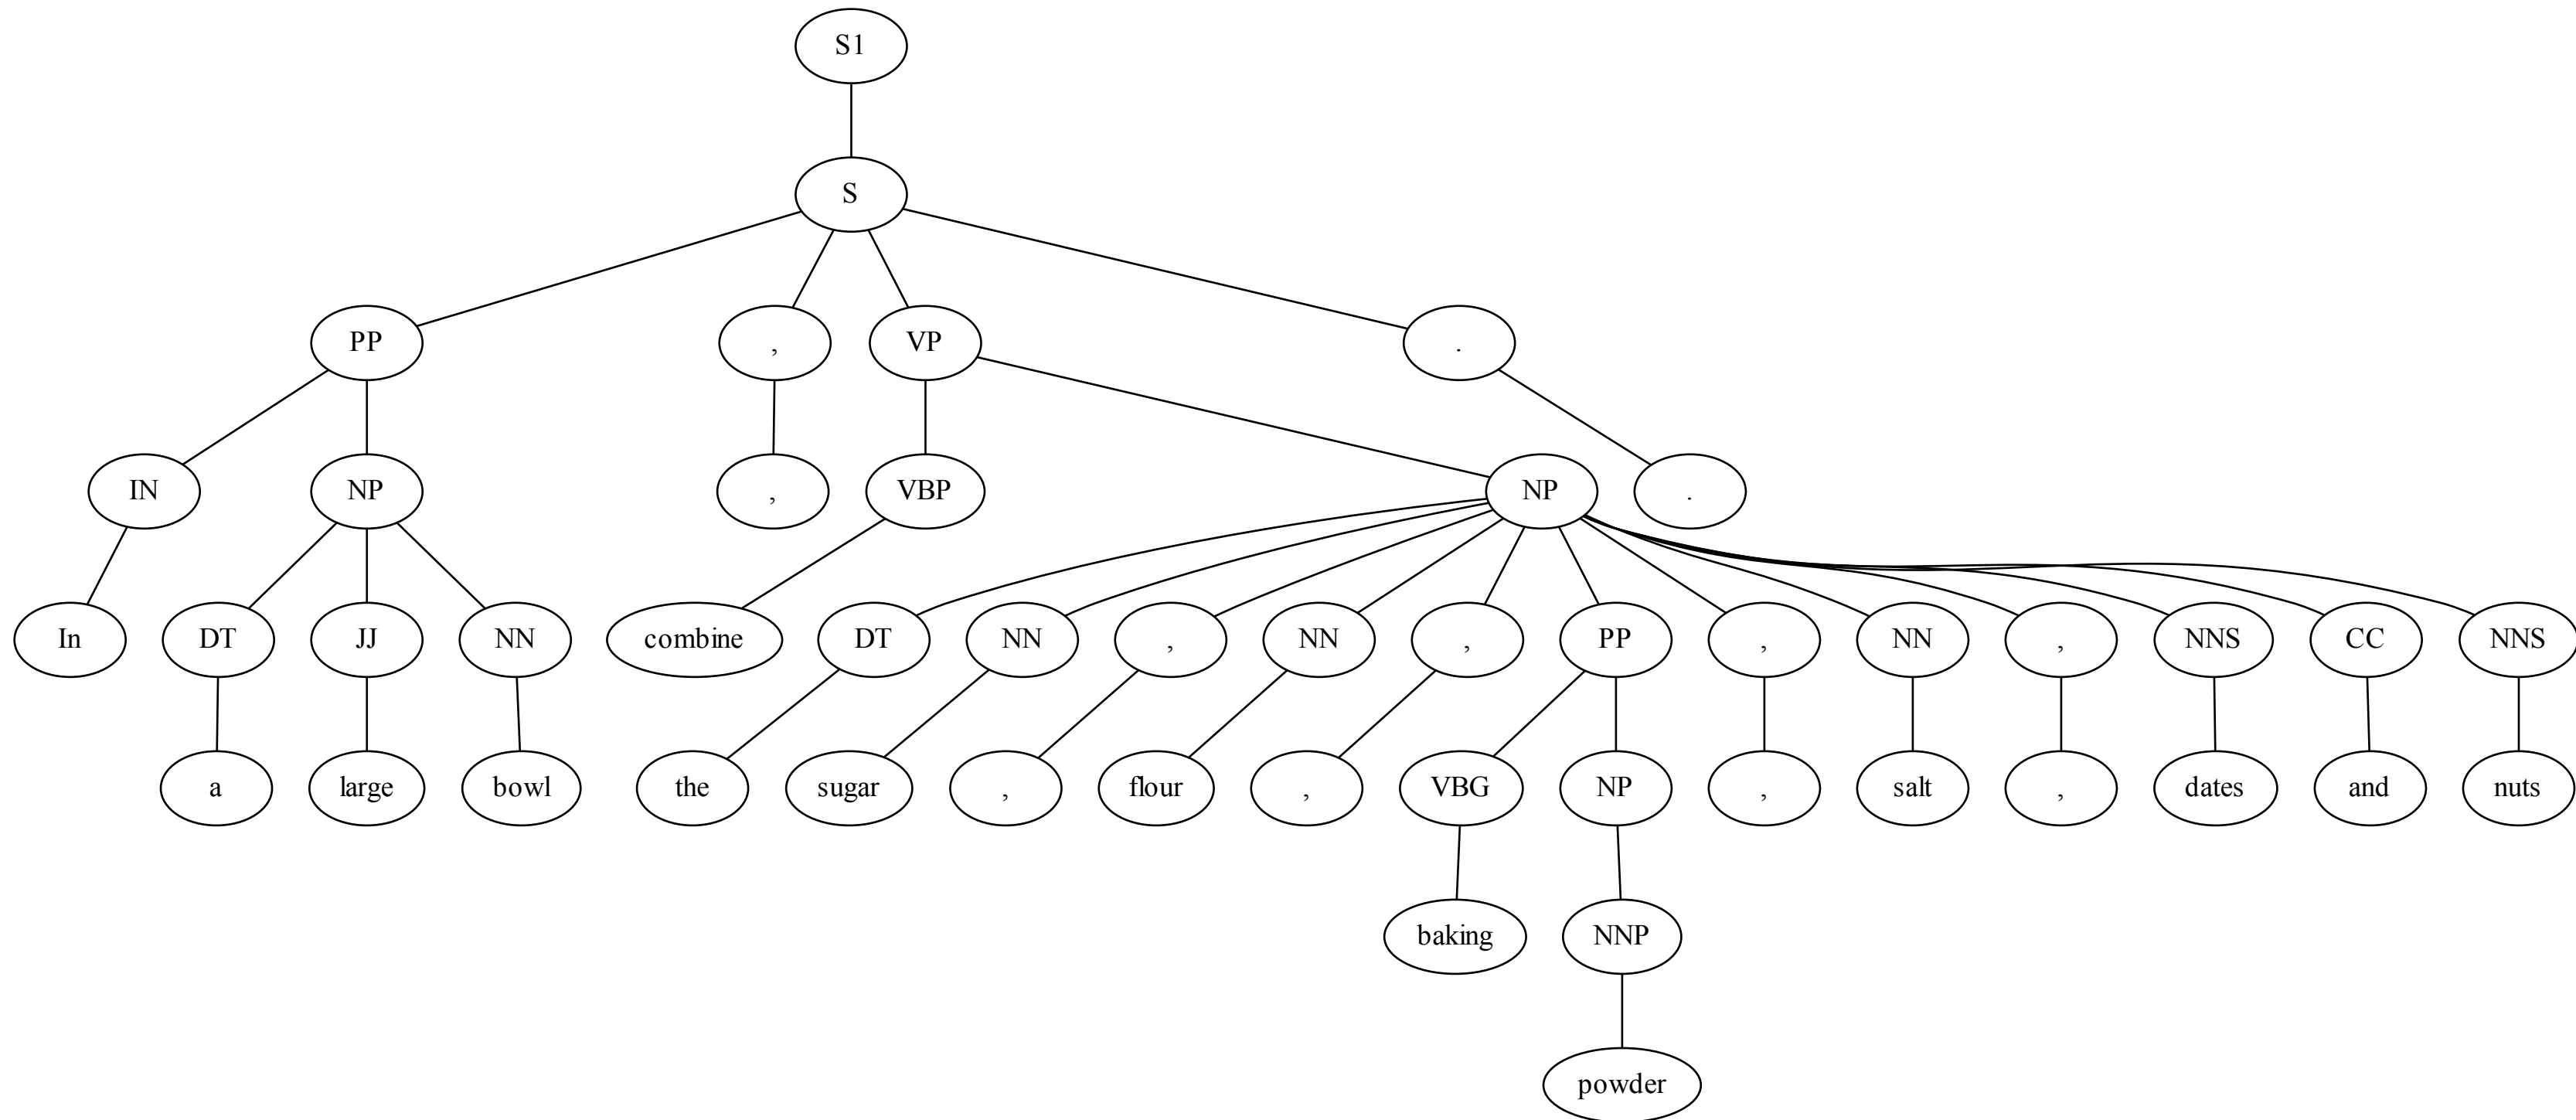 S1
S
PP , VP .
IN NP , VBP NP .
In DT JJ NN combine DT NN , NN , PP , NN , NNS CC NNS
a large bowl the sugar , flour , VBG NP , salt , dates and nuts
baking NNP
powder